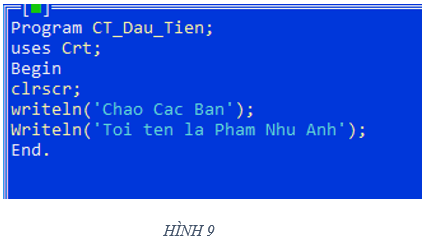 Program CT_Dau_Tien;
uses Crt;
Begin
clrscr;
writeln('Chao Cac Ban');
Writeln('Toi ten la Pham Nhu Anh');
End.
HÌNH 9